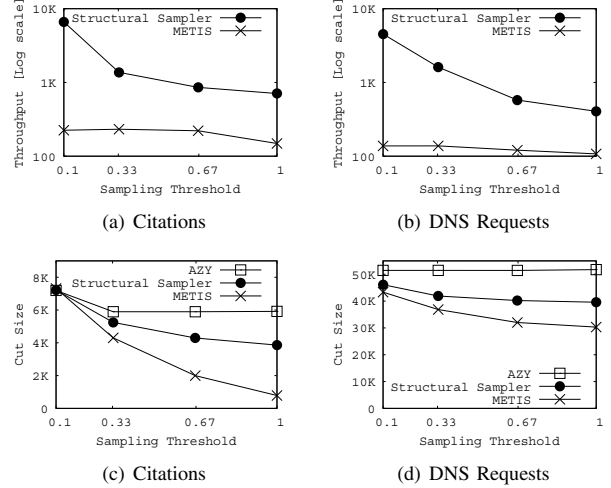 Throughput [Log scale]
10K
1K
100
Structural Sampler
METIS
0.1 0.33 0.67 1
Sampling Threshold
(a) Citations
Throughput [Log scale]
10K
1K
100
Structural Sampler
METIS
0.1 0.33 0.67 1
Sampling Threshold
(b) DNS Requests
Cut Size
8K
6K
4K
2K
0
AZY
Structural Sampler
METIS
0.1 0.33 0.67 1
Sampling Threshold
(c) Citations
Cut Size
50K
40K
30K
20K
10K
0
AZY
Structural Sampler
METIS
0.1 0.33 0.67 1
Sampling Threshold
(d) DNS Requests